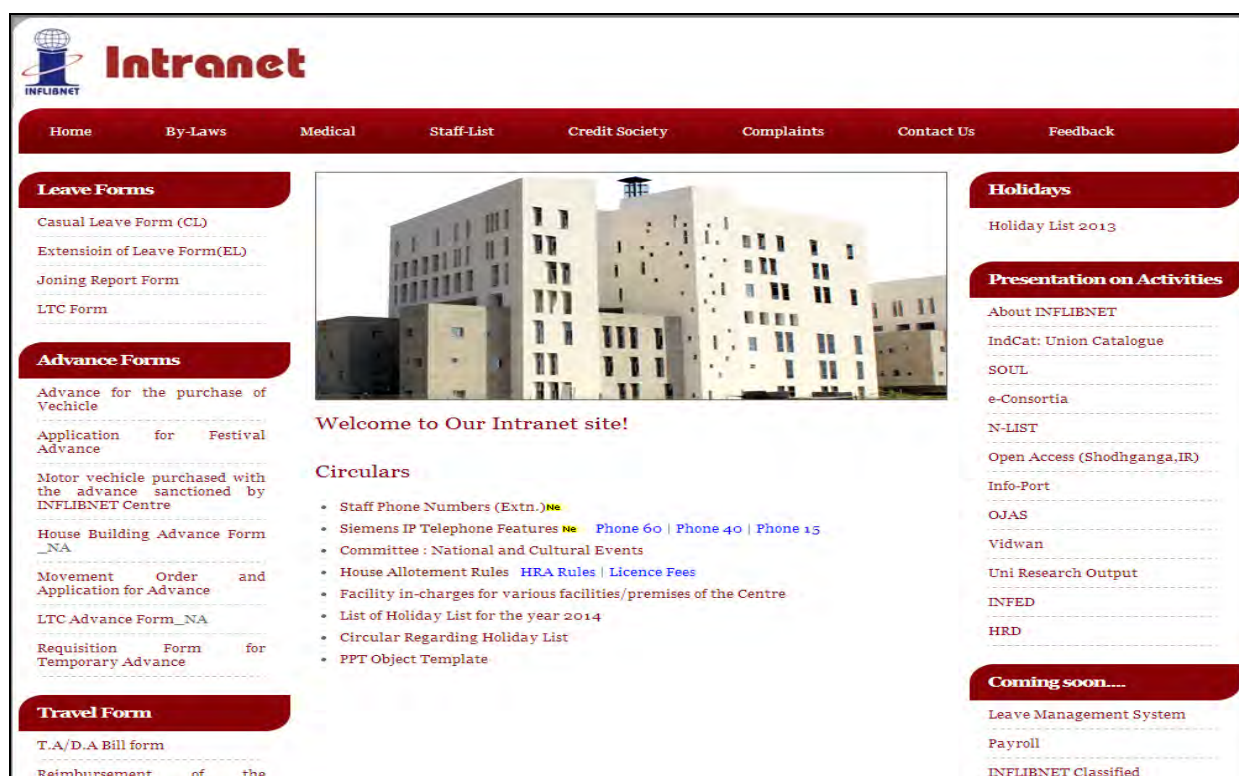 INFLIBNET
Intranet
Home By-Laws Medical Staff-List Credit Society Complaints Contact Us Feedback
Leave Forms
Casual Leave Form (CL)
Extensioin of Leave Form(EL)
Joning Report Form
LTC Form
Advance Forms
Advance for the purchase of
Vechicle
Application for Festival
Advance
Motor vechicle purchased with
the advance sanctioned by
INFLIBNET Centre
House Building Advance Form
_NA
Movement Order and
Application for Advance
LTC Advance Form_NA
Requisition Form for
Temporary Advance
Travel Form
T.A/D.A Bill form
Reimbursement of the
Welcome to Our Intranet site!
Circulars
Staff Phone Numbers (Extn.) Ne
Siemens IP Telephone Features Ne Phone 60 | Phone 40 | Phone 15
Committee : National and Cultural Events
House Allotement Rules HRA Rules | Licence Fees
Facility in-charges for various facilities/premises of the Centre
List of Holiday List for the year 2014
Circular Regarding Holiday List
PPT Object Template
Holidays
Holiday List 2013
Presentation on Activities
About INFLIBNET
IndCat: Union Catalogue
SOUL
e-Consortia
N-LIST
Open Access (Shodhganga,IR)
Info-Port
OJAS
Vidwan
Uni Research Output
INFED
HRD
Coming soon....
Leave Management System
Payroll
INFLIBNET Classified